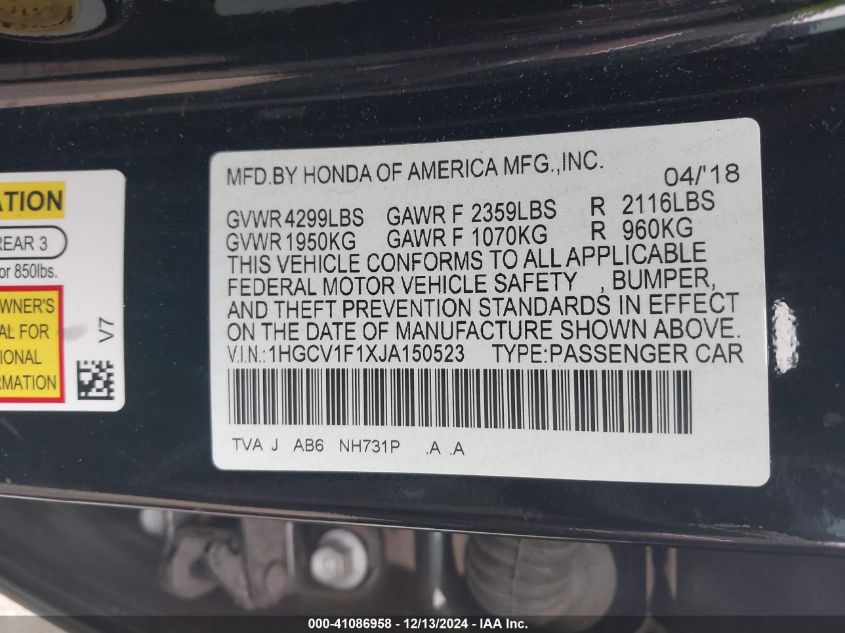 ATION
REAR 3
or 850lbs.
OWNER'S
AL FOR
IONAL
RMATION
V7
MFD.BY HONDA OF AMERICA MFG.,INC. 04/'18
GVWR 4299LBS GAWR F 2359LBS R 2116LBS
GVWR 1950KG GAWR F 1070KG R 960KG
THIS VEHICLE CONFORMS TO ALL APPLICABLE
FEDERAL MOTOR VEHICLE SAFETY , BUMPER,
AND THEFT PREVENTION STANDARDS IN EFFECT
ON THE DATE OF MANUFACTURE SHOWN ABOVE.
V.I.N.:1HGCV1F1XJA150523 TYPE:PASSENGER CAR
TVA J AB6 NH731P .A .A
000-41086958 - 12/13/2024 - IAA Inc.